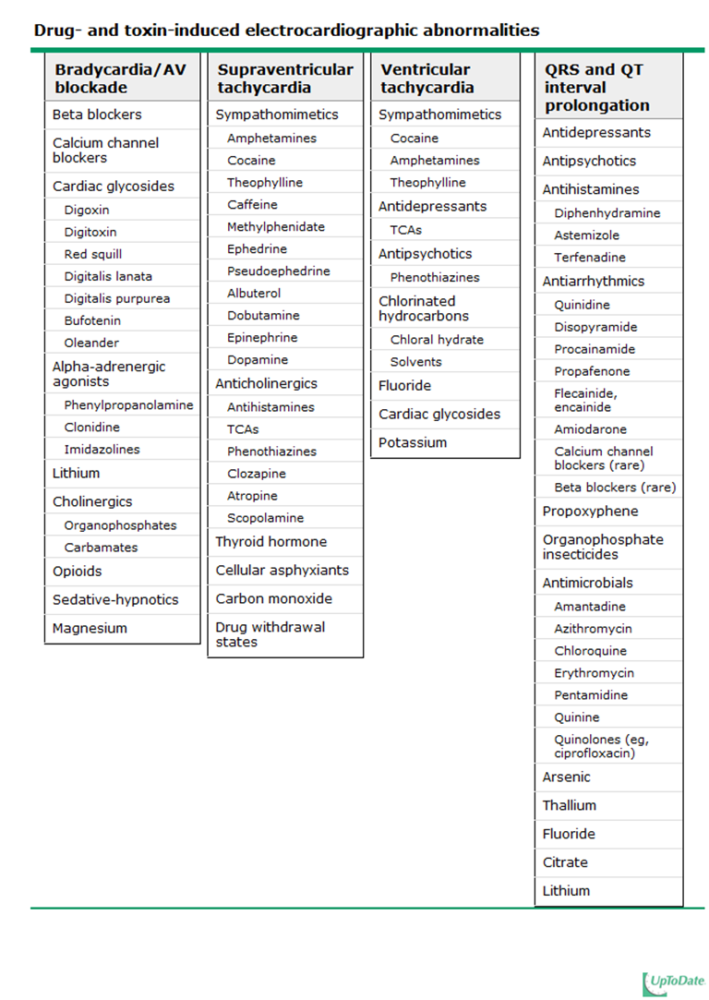 Drug- and toxin-induced electrocardiographic abnormalities
Bradycardia/AV
blockade
Beta blockers
Calcium channel
blockers
Cardiac glycosides
Digoxin
Digitoxin
Red squill
Digitalis lanata
Digitalis purpurea
Bufotenin
Oleander
Alpha-adrenergic
agonists
Phenylpropanolamine
Clonidine
Imidazolines
Lithium
Cholinergics
Organophosphates
Carbamates
Opioids
Sedative-hypnotics
Magnesium
Supraventricular
tachycardia
Sympathomimetics
Amphetamines
Cocaine
Theophylline
Caffeine
Methylphenidate
Ephedrine
Pseudoephedrine
Albuterol
Dobutamine
Epinephrine
Dopamine
Anticholinergics
Antihistamines
TCAs
Phenothiazines
Clozapine
Atropine
Scopolamine
Thyroid hormone
Cellular asphyxiants
Carbon monoxide
Drug withdrawal
states
Ventricular
tachycardia
Sympathomimetics
Cocaine
Amphetamines
Theophylline
Antidepressants
TCAs
Antipsychotics
Phenothiazines
Chlorinated
hydrocarbons
Chloral hydrate
Solvents
Fluoride
Cardiac glycosides
Potassium
QRS and QT
interval
prolongation
Antidepressants
Antipsychotics
Antihistamines
Diphenhydramine
Astemizole
Terfenadine
Antiarrhythmics
Quinidine
Disopyramide
Procainamide
Propafenone
Flecainide,
encainide
Amiodarone
Calcium channel
blockers (rare)
Beta blockers (rare)
Propoxyphene
Organophosphate
insecticides
Antimicrobials
Amantadine
Azithromycin
Chloroquine
Erythromycin
Pentamidine
Quinine
Quinolones (eg,
ciprofloxacin)
Arsenic
Thallium
Fluoride
Citrate
Lithium
UpToDate